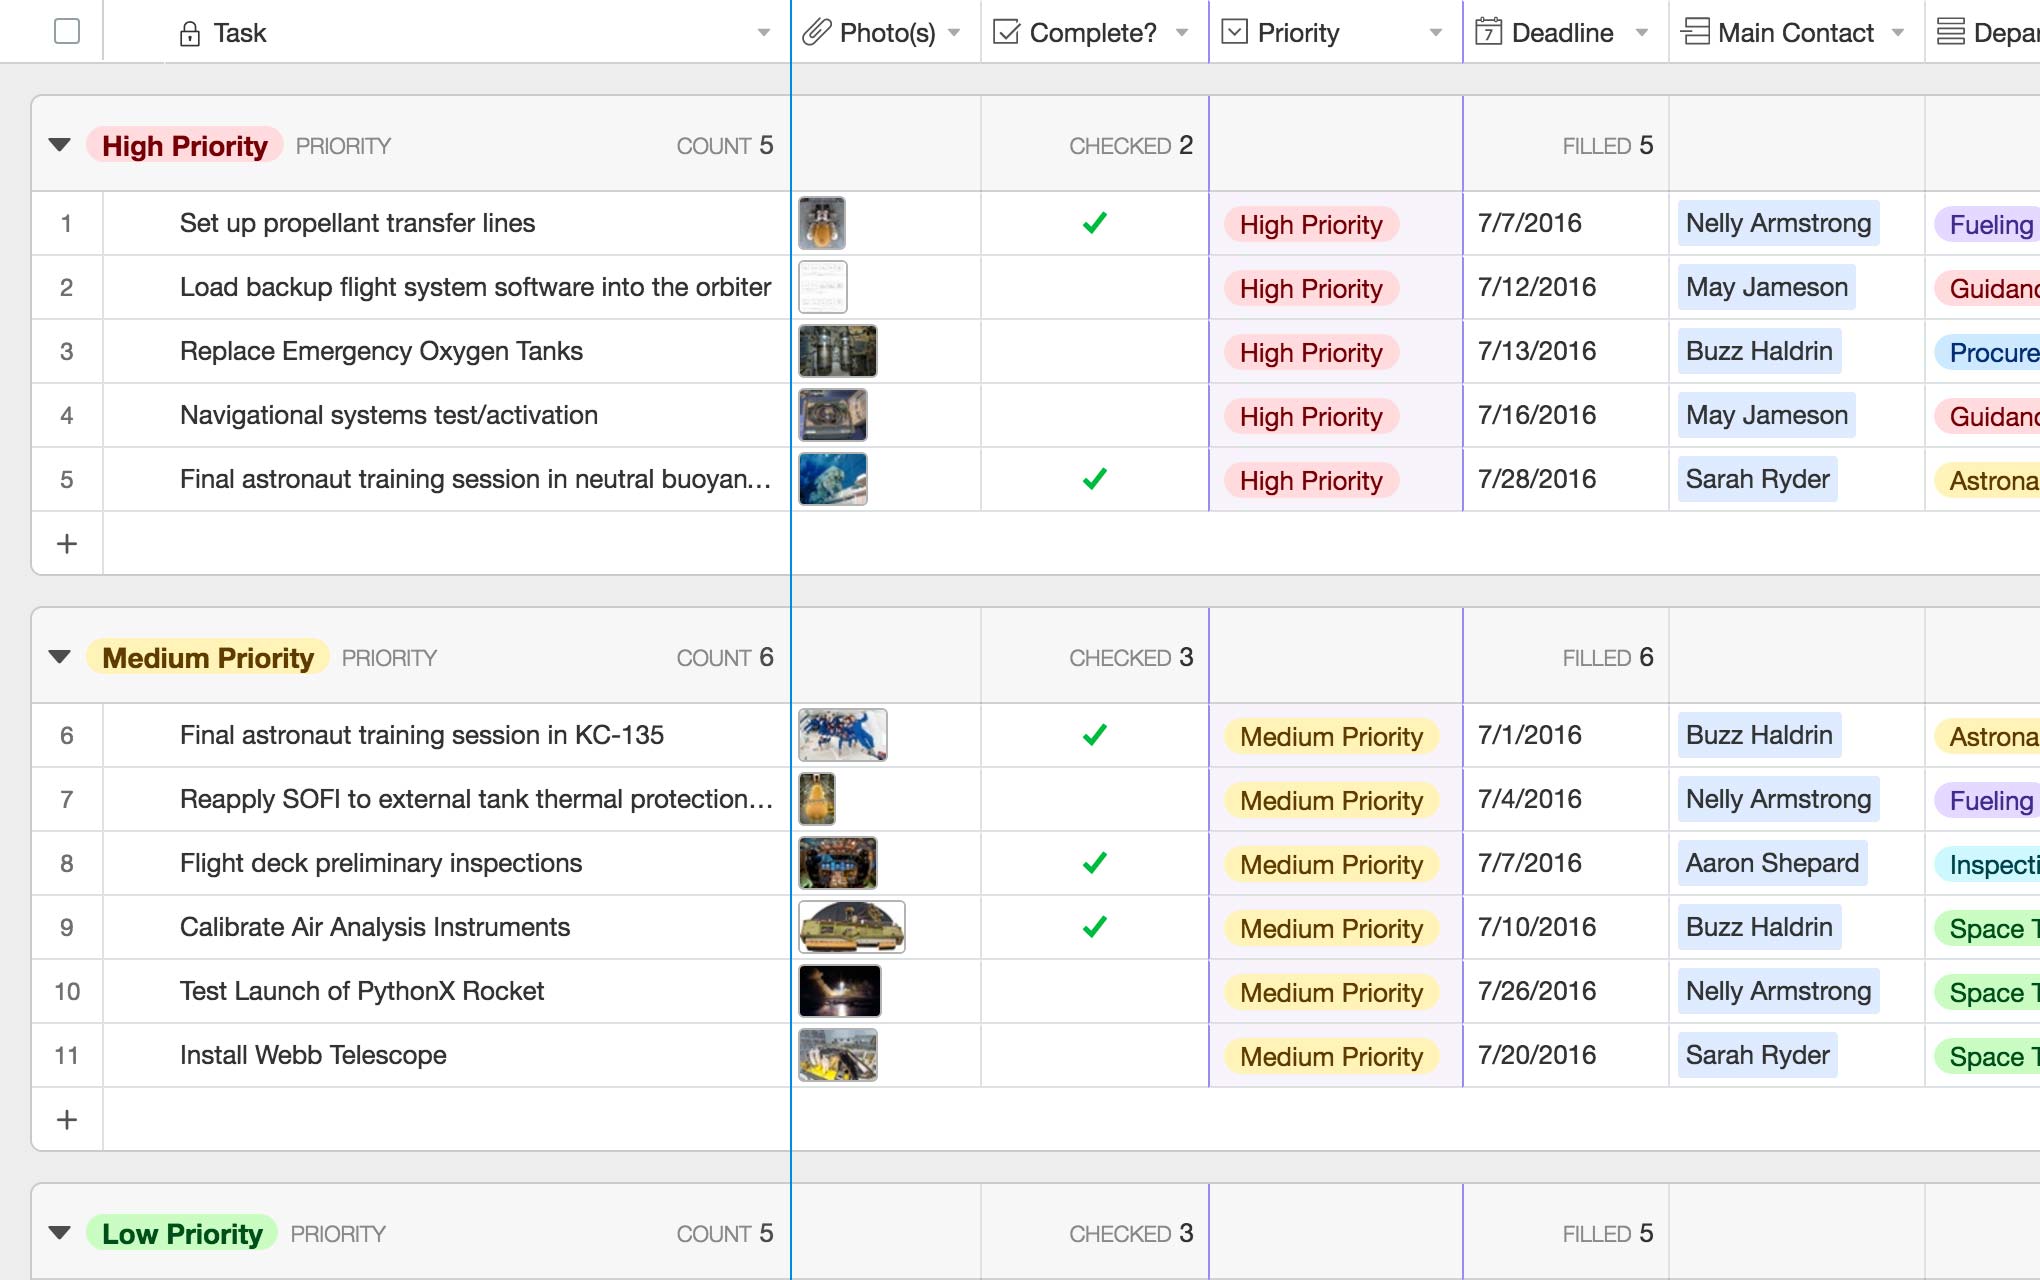 Task Photo(s) Complete? Priority 7 Deadline Main Contact Depar
High Priority PRIORITY COUNT 5 CHECKED 2 FILLED 5
1 Set up propellant transfer lines High Priority 7/7/2016 Nelly Armstrong Fueling
2 Load backup flight system software into the orbiter High Priority 7/12/2016 May Jameson Guidanc
3 Replace Emergency Oxygen Tanks High Priority 7/13/2016 Buzz Haldrin Procure
4 Navigational systems test/activation High Priority 7/16/2016 May Jameson Guidanc
5 Final astronaut training session in neutral buoyan... High Priority 7/28/2016 Sarah Ryder Astrona
+
Medium Priority PRIORITY COUNT 6 CHECKED 3 FILLED 6
6 Final astronaut training session in KC-135 Medium Priority 7/1/2016 Buzz Haldrin Astrona
7 Reapply SOFI to external tank thermal protection... Medium Priority 7/4/2016 Nelly Armstrong Fueling
8 Flight deck preliminary inspections Medium Priority 7/7/2016 Aaron Shepard Inspecti
9 Calibrate Air Analysis Instruments Medium Priority 7/10/2016 Buzz Haldrin Space T
10 Test Launch of PythonX Rocket Medium Priority 7/26/2016 Nelly Armstrong Space T
11 Install Webb Telescope Medium Priority 7/20/2016 Sarah Ryder Space T
+
Low Priority PRIORITY COUNT 5 CHECKED 3 FILLED 5